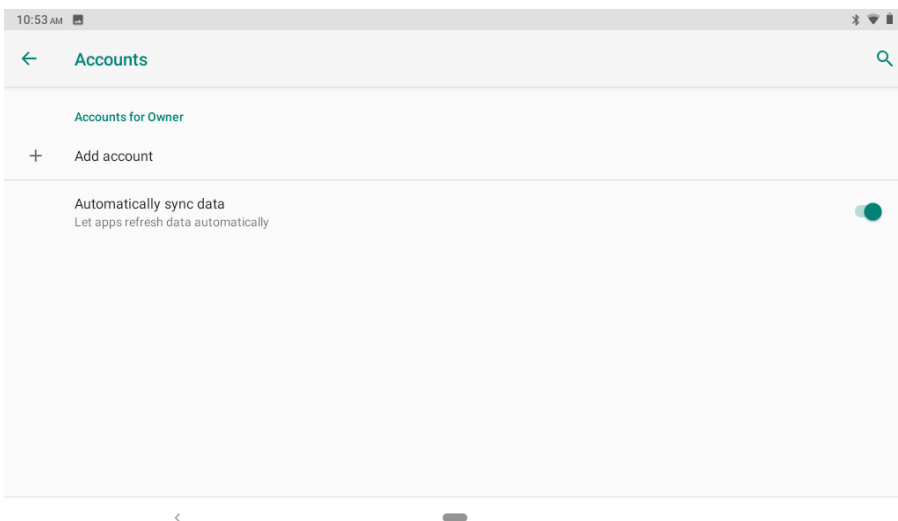 10:53 AM
Accounts
Accounts for Owner
Add account
Automatically sync data
Let apps refresh data automatically